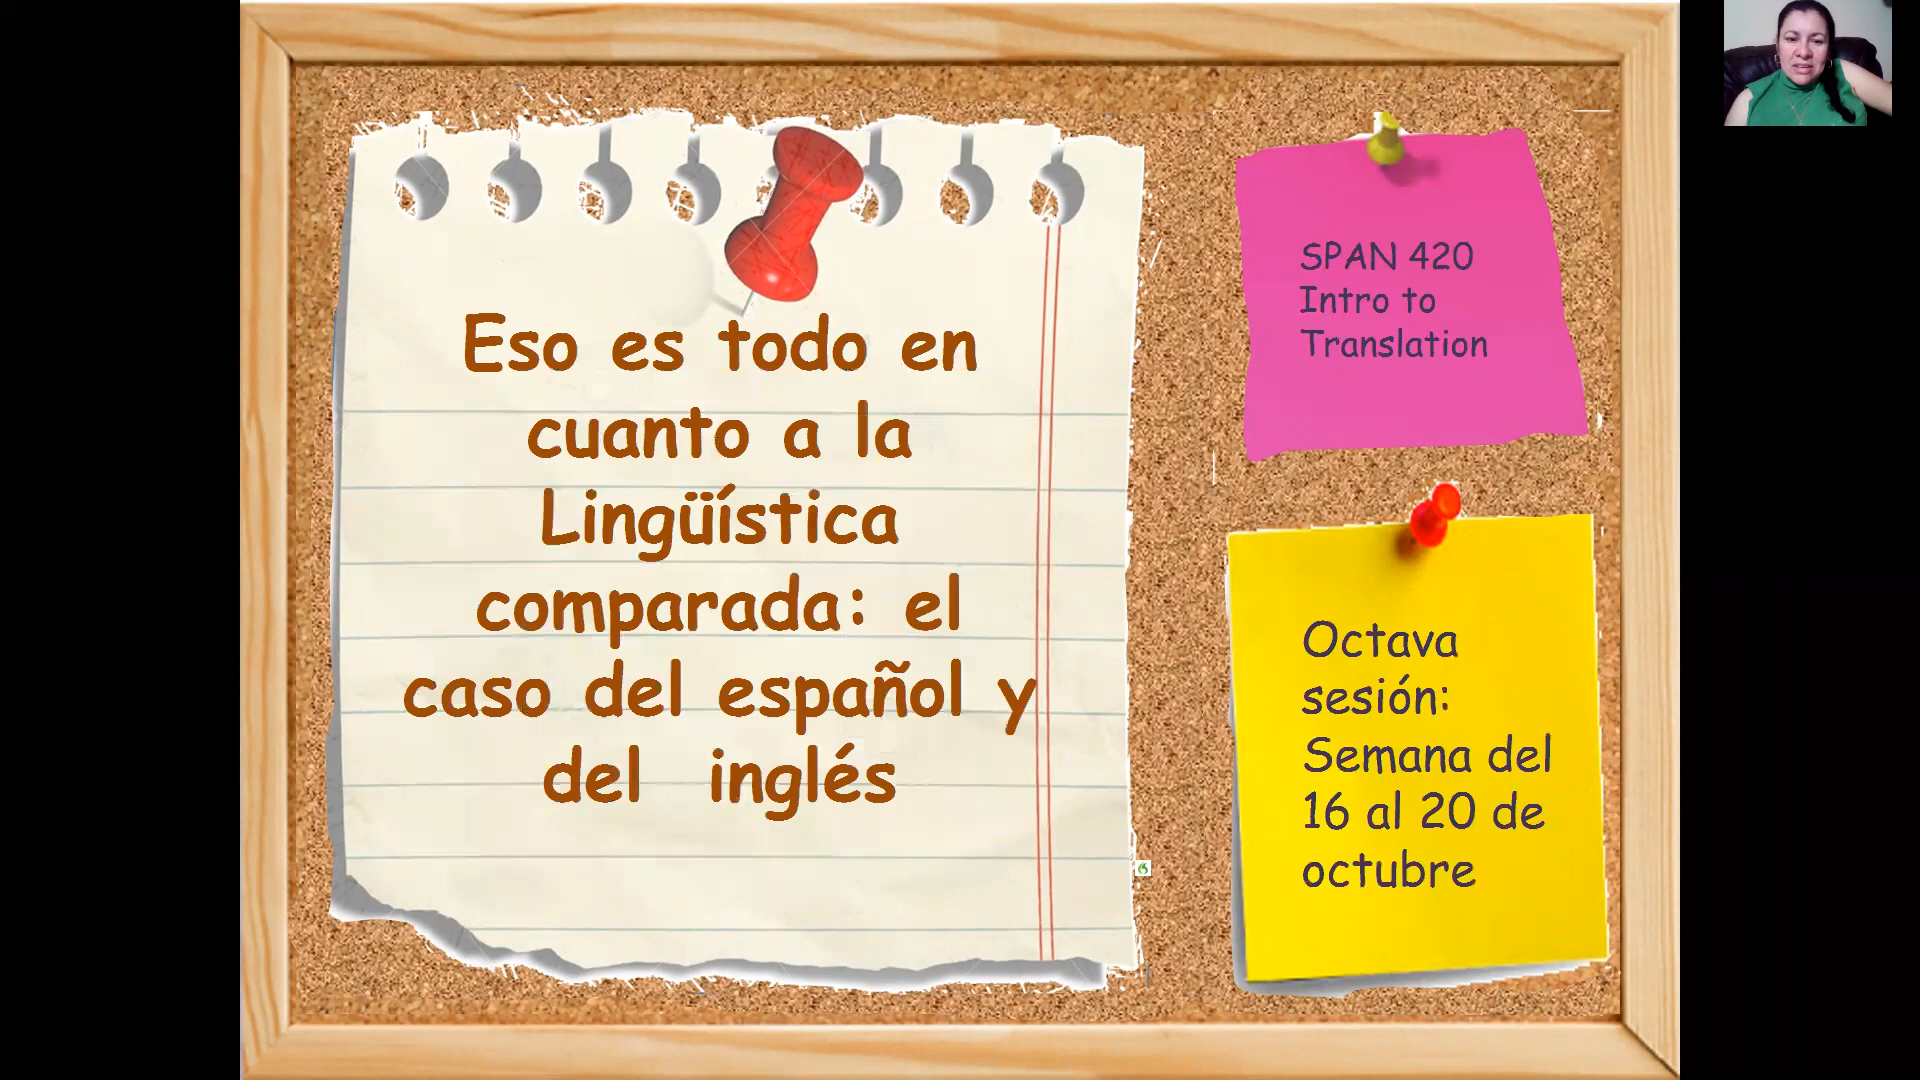 Eso es todo en
cuanto a la
Lingüística
comparada: el
caso del español y
del inglés
SPAN 420
Intro to
Translation
Octava
sesión:
Semana del
16 al 20 de
octubre